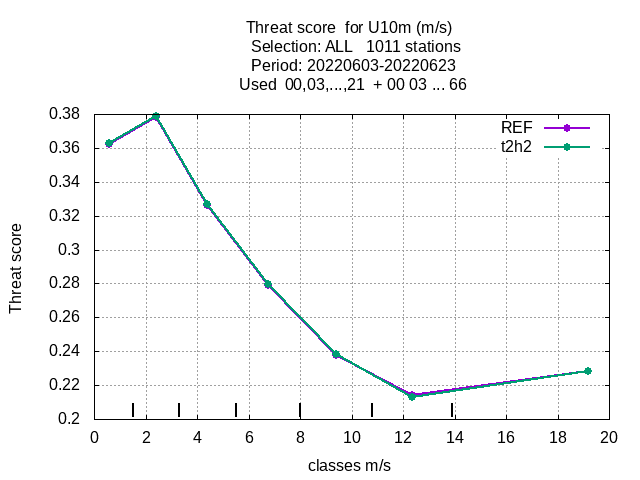 Threat score  for U10m (m/s)
Selection: ALL   1011 stations
Period: 20220603-20220623
Used  00,03,...,21  + 00 03 ... 66
REF
t2h2
0.38
0.36
0.34
0.32
0.3
0.28
0.26
0.24
0.22
0.2
Threat score
0 2 4 6 8 10 12 14 16 18 20
classes m/s